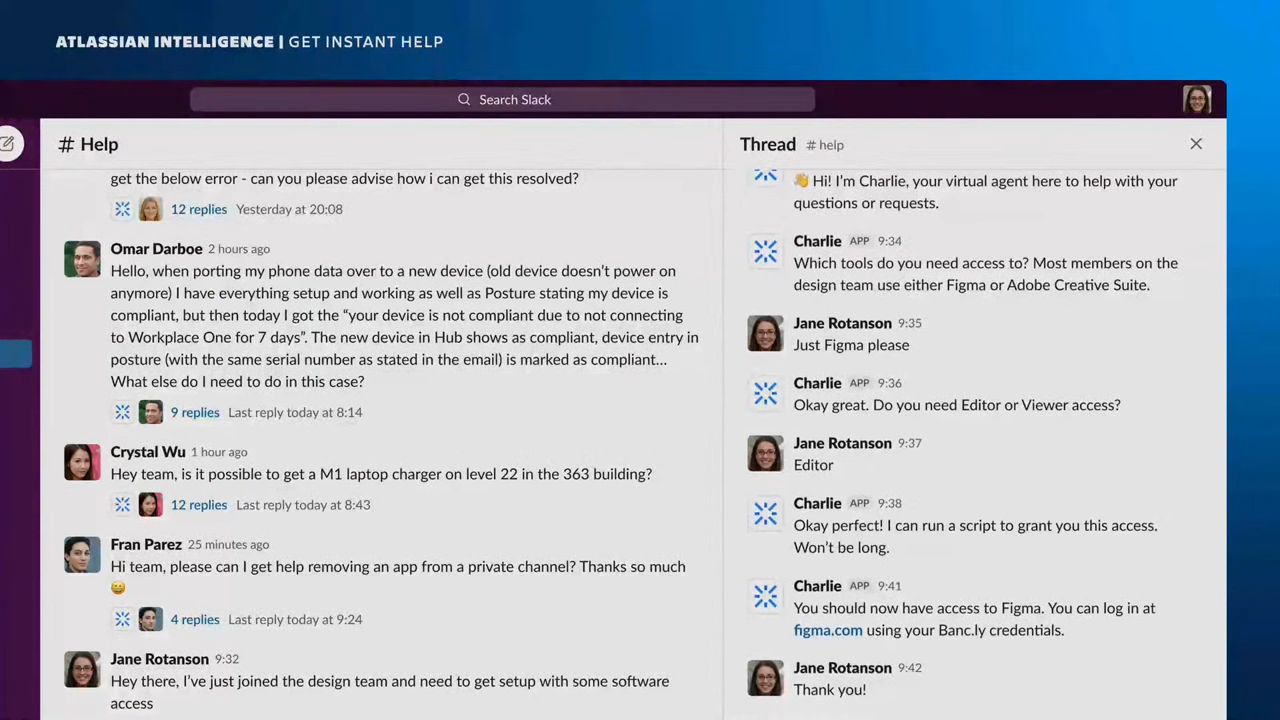 ATLASSIAN INTELLIGENCE | GET INSTANT HELP
Search Slack
# Help
get the below error - can you please advise how i can get this resolved?
12 replies Yesterday at 20:08
Omar Darboe 2 hours ago
Hello, when porting my phone data over to a new device (old device doesn't power on
anymore) I have everything setup and working as well as Posture stating my device is
compliant, but then today I got the “your device is not compliant due to not connecting
to Workplace One for 7 days”. The new device in Hub shows as compliant, device entry in
posture (with the same serial number as stated in the email) is marked as compliant...
What else do I need to do in this case?
9 replies Last reply today at 8:14
Crystal Wu 1 hour ago
Hey team, is it possible to get a M1 laptop charger on level 22 in the 363 building?
12 replies Last reply today at 8:43
Fran Parez 25 minutes ago
Hi team, please can I get help removing an app from a private channel? Thanks so much
😅
4 replies Last reply today at 9:24
Jane Rotanson 9:32
Hey there, I've just joined the design team and need to get setup with some software
access
Thread # help
👋 Hi! I'm Charlie, your virtual agent here to help with your
questions or requests.
Charlie APP 9:34
Which tools do you need access to? Most members on the
design team use either Figma or Adobe Creative Suite.
Jane Rotanson 9:35
Just Figma please
Charlie APP 9:36
Okay great. Do you need Editor or Viewer access?
Jane Rotanson 9:37
Editor
Charlie APP 9:38
Okay perfect! I can run a script to grant you this access.
Won't be long.
Charlie APP 9:41
You should now have access to Figma. You can log in at
figma.com using your Banc.ly credentials.
Jane Rotanson 9:42
Thank you!